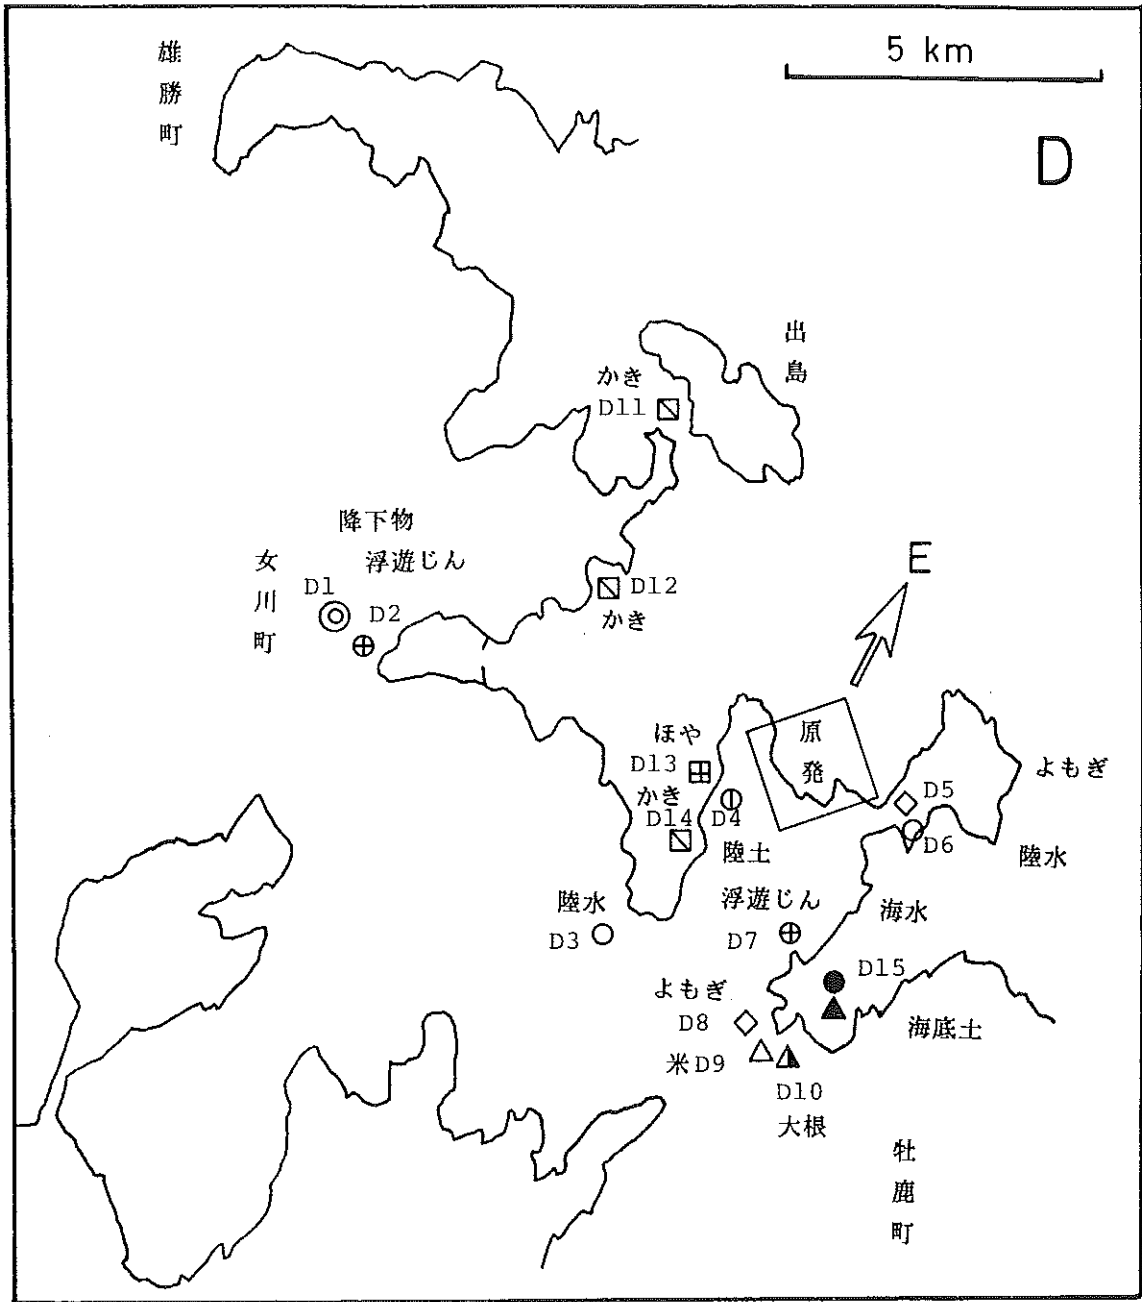 5 km
D
雄勝町
出島
かき
D11
降下物
浮遊じん
女川町
D1
D2
D12
かき
E
ほや
D13
かき
D14
D4
陸土
原発
よもぎ
D5
D6
陸水
陸水
D3
浮遊じん
D7
海水
D15
海底土
よもぎ
D8
米D9
D10
大根
牡鹿町